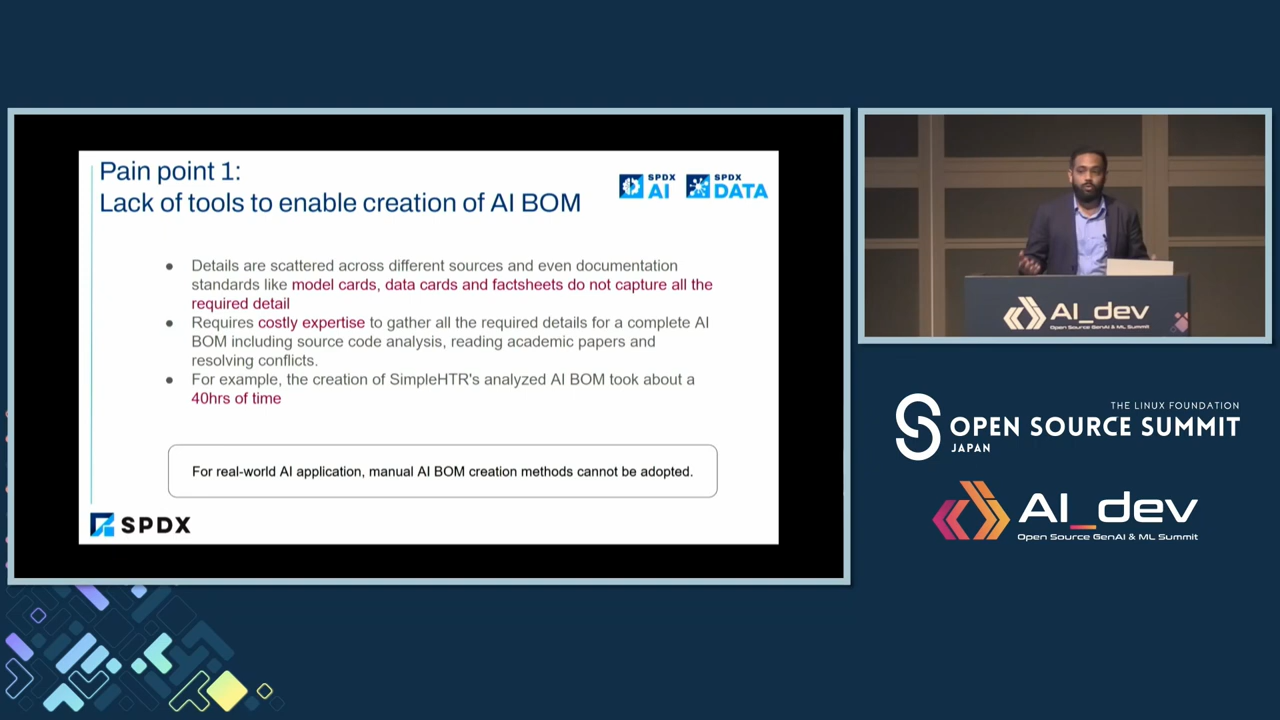 Pain point 1:
Lack of tools to enable creation of AI BOM
SPDX
AI
SPDX
DATA
● Details are scattered across different sources and even documentation
standards like model cards, data cards and factsheets do not capture all the
required detail
● Requires costly expertise to gather all the required details for a complete AI
BOM including source code analysis, reading academic papers and
resolving conflicts.
● For example, the creation of SimpleHTR's analyzed AI BOM took about a
40hrs of time
For real-world AI application, manual AI BOM creation methods cannot be adopted.
SPDX
AI_dev
Open Source GenAI & ML Summit
THE LINUX FOUNDATION
OPEN SOURCE SUMMIT
JAPAN
AI_dev
Open Source GenAI & ML Summit